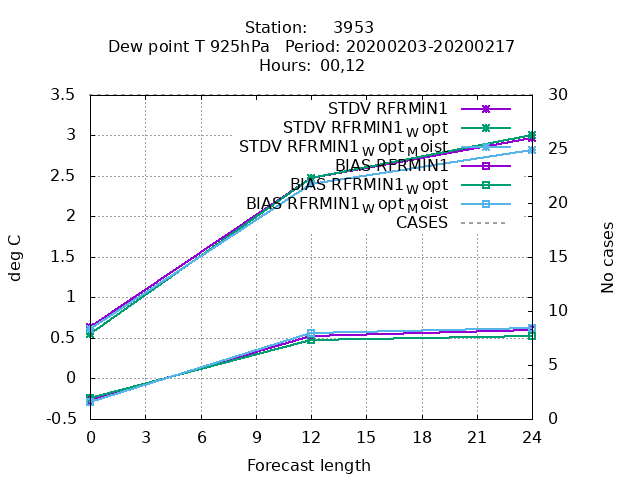 Station: 3953
Dew point T 925hPa Period: 20200203-20200217
Hours: 00,12
3.5
3
2.5
2
1.5
1
0.5
0
-0.5
deg C
30
25
20
15
10
5
0
No cases
STDV RFRMIN1
STDV RFRMIN1_W opt
STDV RFRMIN1_W opt_M oist
BIAS RFRMIN1
BIAS RFRMIN1_W opt
BIAS RFRMIN1_W opt_M oist
CASES
0 3 6 9 12 15 18 21 24
Forecast length